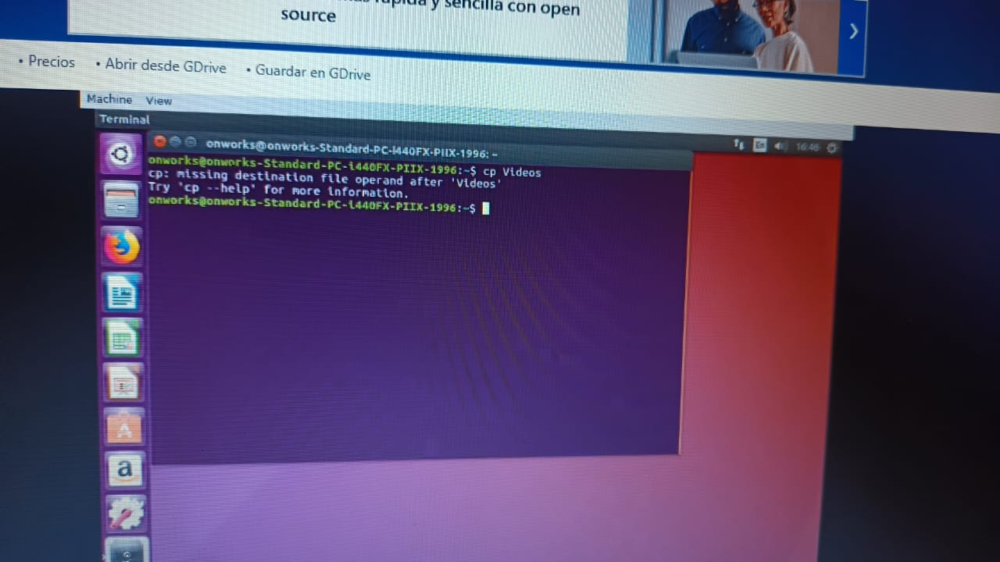 rápida y sencilla con open
source
• Precios • Abrir desde GDrive • Guardar en GDrive
Machine View
Terminal
onworks@onworks-Standard-PC-i440FX-PIIX-1996: ~
En 16:46
onworks@onworks-Standard-PC-i440FX-PIIX-1996:~$ cp Videos
cp: missing destination file operand after 'Videos'
Try 'cp --help' for more information.
onworks@onworks-Standard-PC-i440FX-PIIX-1996:~$
A
a